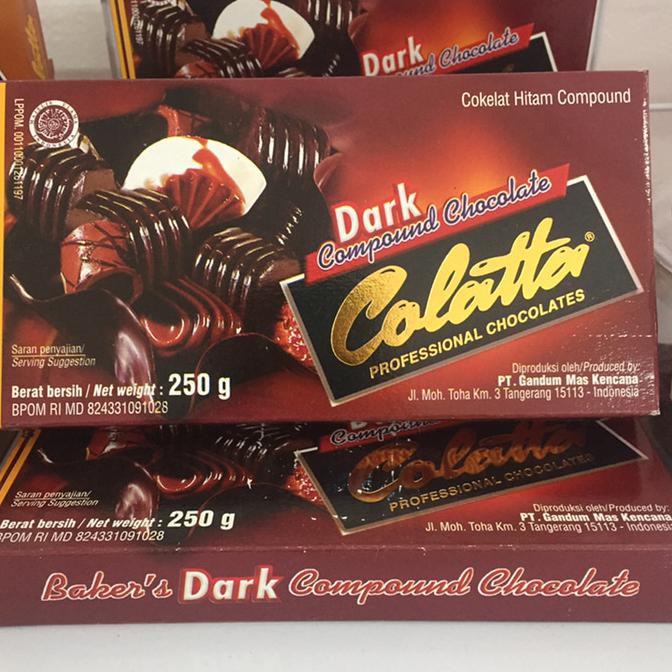 Dark
Compound Chocolate
LPPOM. 00110001261197
Cokelat Hitam Compound
Dark
Compound Chocolate
Colatta®
PROFESSIONAL CHOCOLATES
Saran penyajian/
Serving Suggestion
Berat bersih / Net weight : 250 g
BPOM RI MD 824331091028
Diproduksi oleh/Produced by:
PT. Gandum Mas Kencana
Jl. Moh. Toha Km. 3 Tangerang 15113 - Indonesia
Compound
Colatta
PROFESSIONAL CHOCOLATES
Saran penyajian/
Serving Suggestion
Berat bersih / Net weight : 250 g
BPOM RI MD 824331091028
Diproduksi oleh/Produced by:
PT. Gandum Mas Kencana
Jl. Moh. Toha Km. 3 Tangerang 15113 - Indonesia
Baker's Dark Compound Chocolate